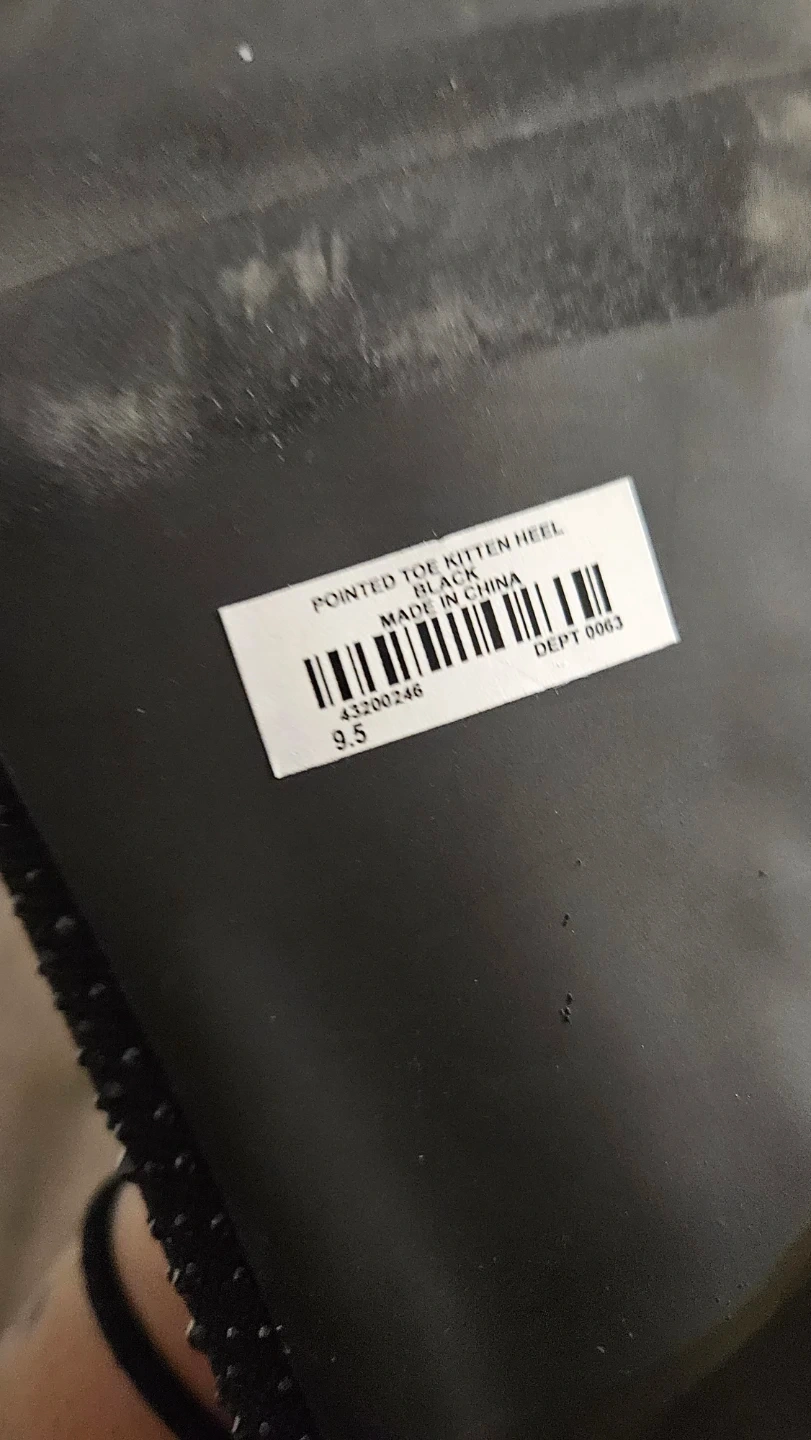 POINTED TOE KITTEN HEEL
BLACK
MADE IN CHINA
DEPT 0063
43200246
9.5